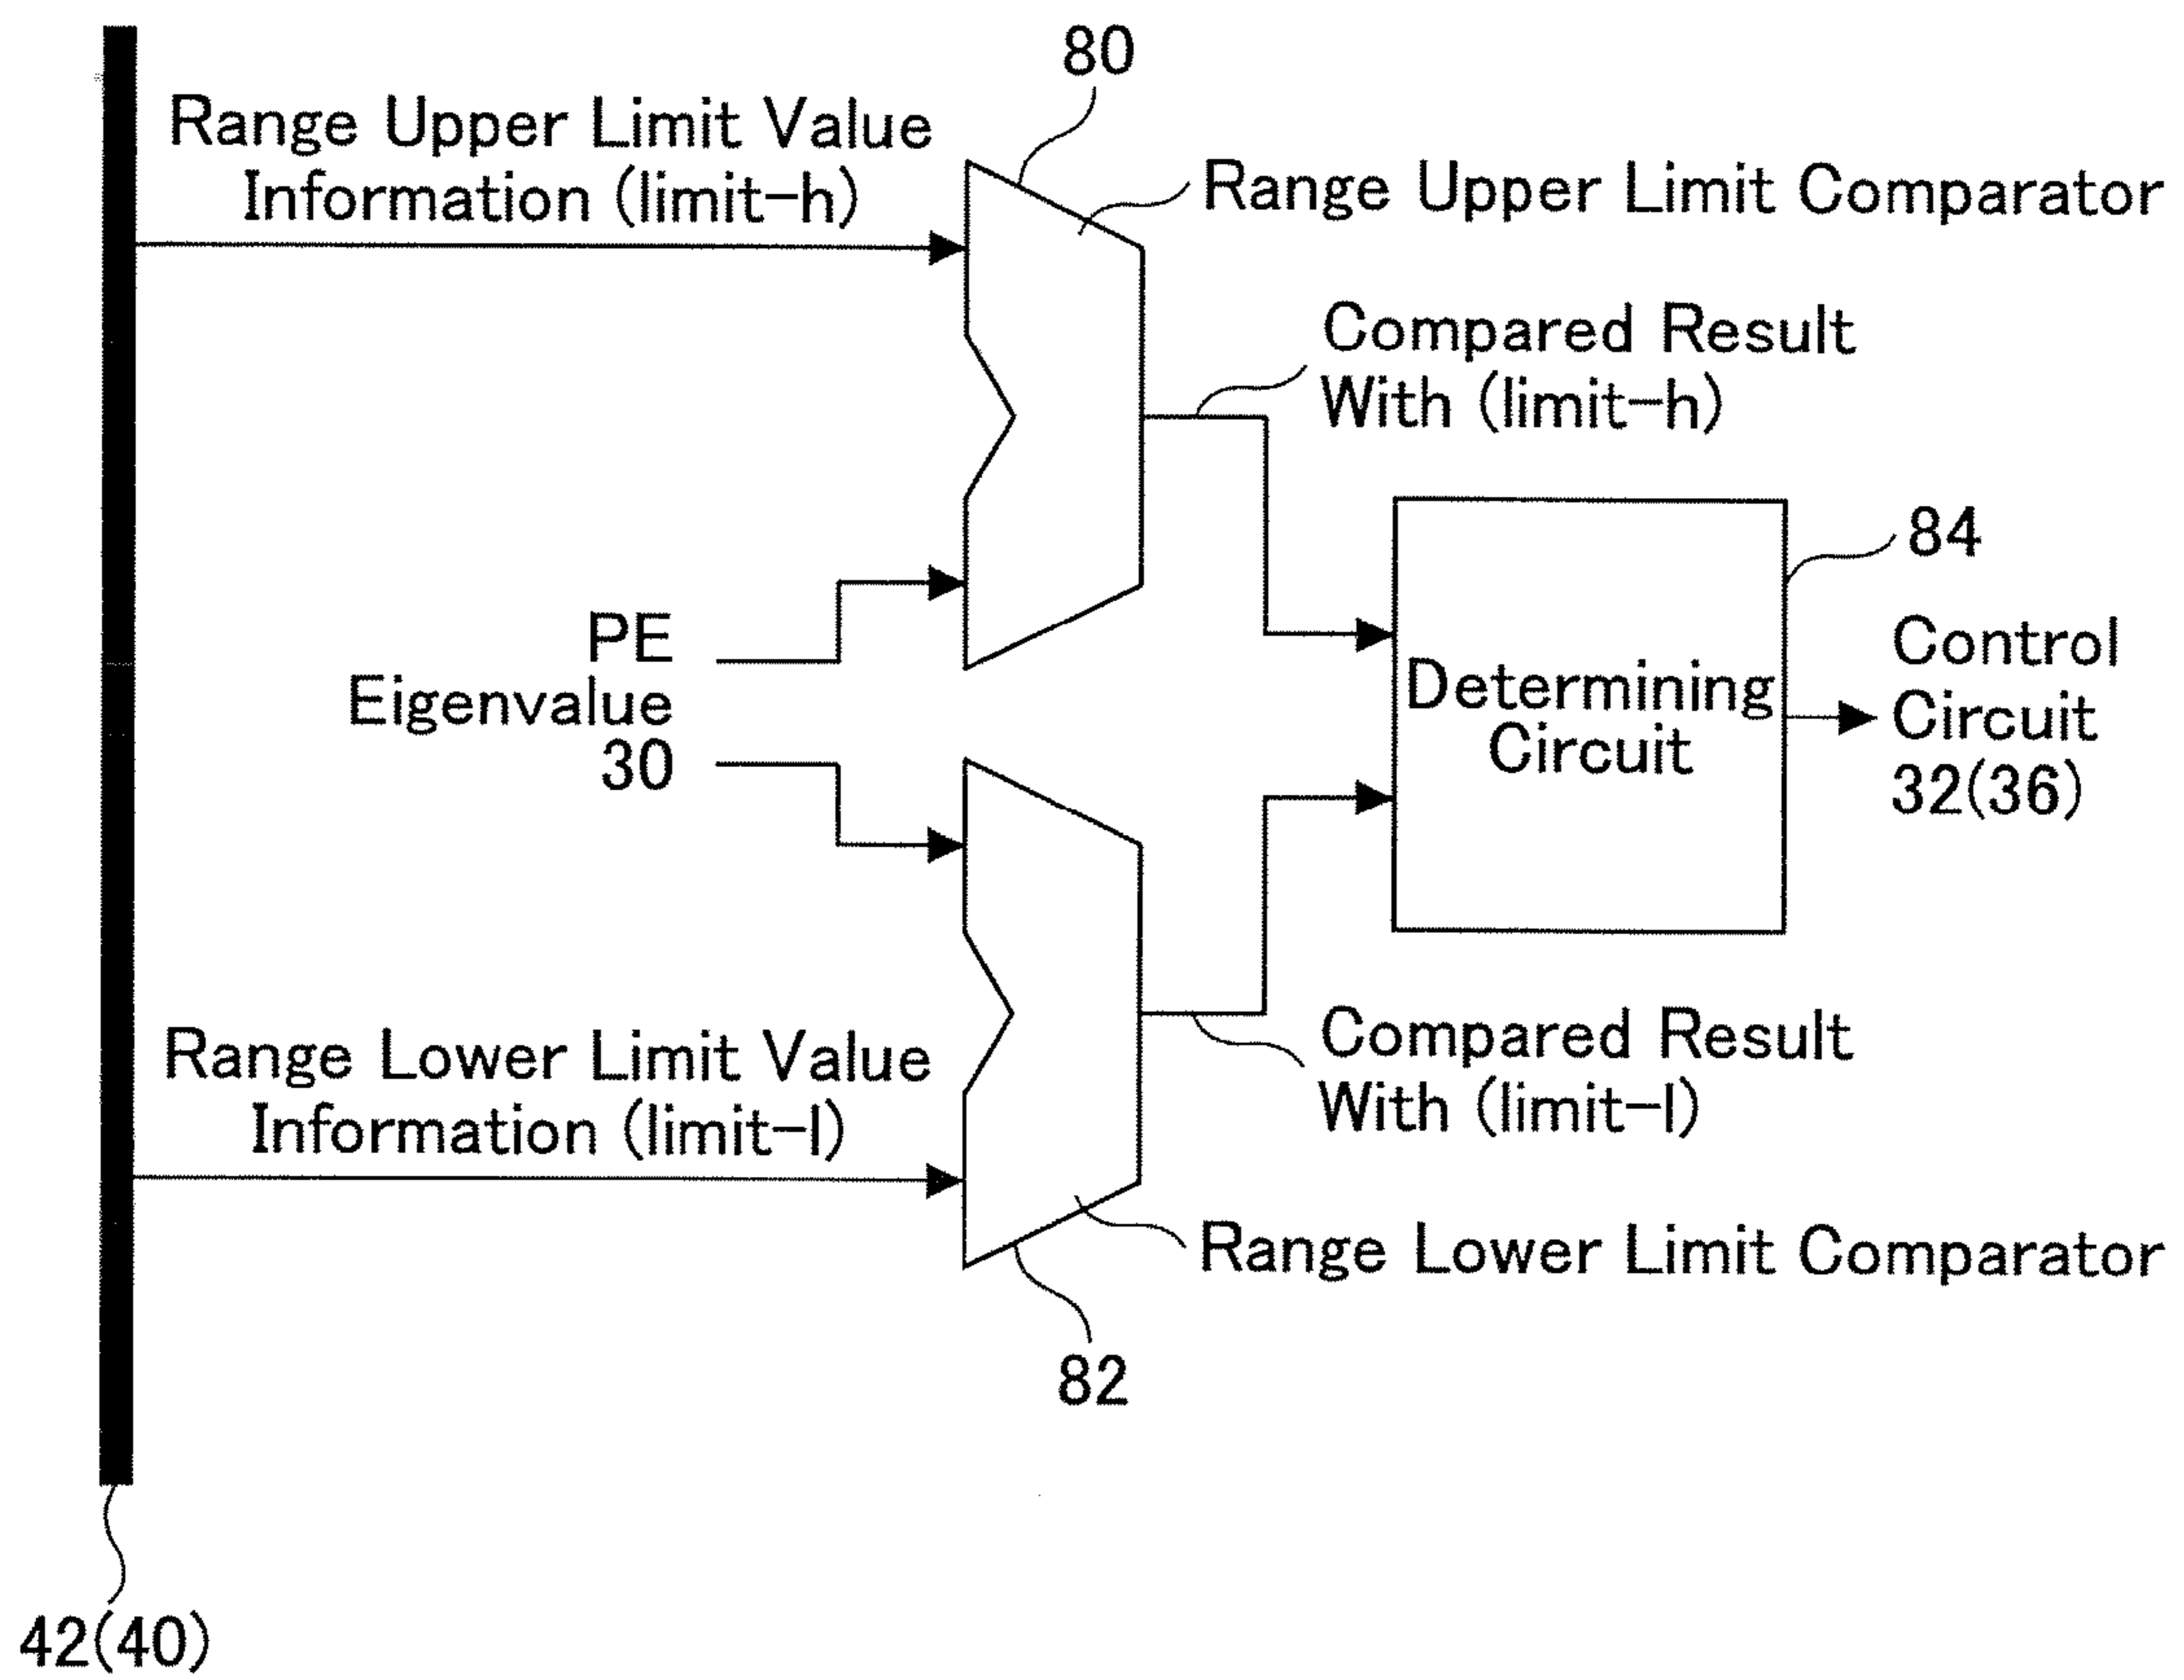 80
Range Upper Limit Value
Information (limit-h)
Range Upper Limit Comparator
Compared Result
With (limit-h)
84
PE
Eigenvalue
30
Determining
Circuit
Control
Circuit
32(36)
Range Lower Limit Value
Information (limit-l)
Compared Result
With (limit-l)
Range Lower Limit Comparator
82
42(40)